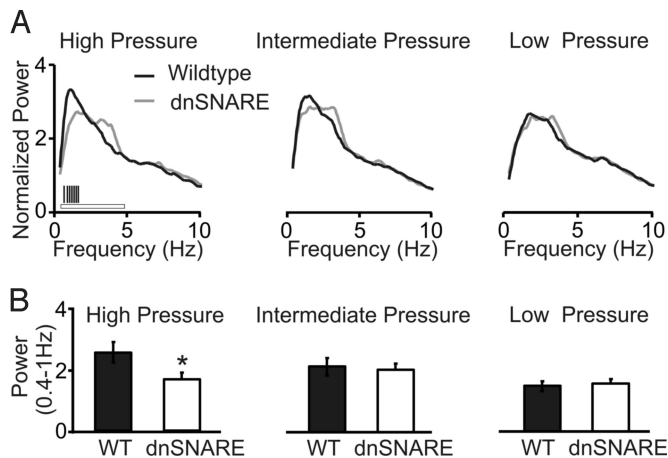 A
High Pressure Intermediate Pressure Low Pressure
4
2
0
Normalized Power
Wildtype
dnSNARE
0 5 10 0 5 10 0 5 10
Frequency (Hz) Frequency (Hz) Frequency (Hz)
B
High Pressure Intermediate Pressure Low Pressure
4
2
0
Power
(0.4-1Hz)
*
WT dnSNARE WT dnSNARE WT dnSNARE